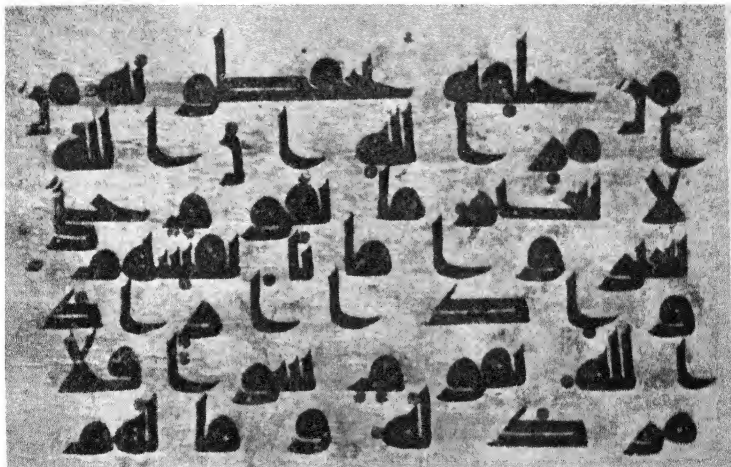 من خلفه يحفظونه من
امر الله ان الله
لا يغير ما بقوم حتى
يغيروا ما بانفسهم
واذا اراد
الله بقوم سوا فلا
مرد له وما لهم